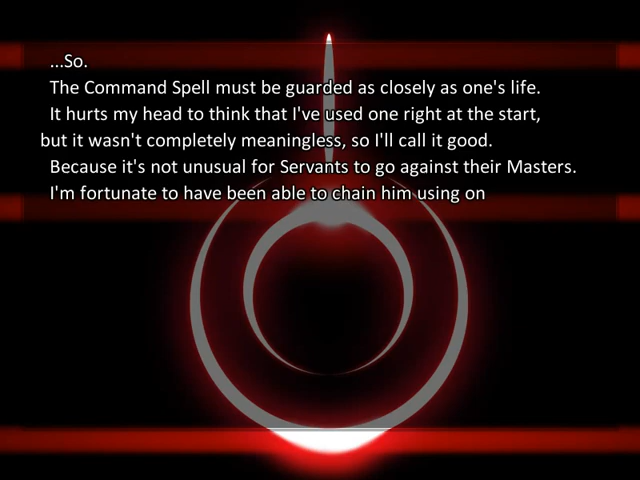 ...So.
The Command Spell must be guarded as closely as one's life.
It hurts my head to think that I've used one right at the start,
but it wasn't completely meaningless, so I'll call it good.
Because it's not unusual for Servants to go against their Masters.
I'm fortunate to have been able to chain him using on